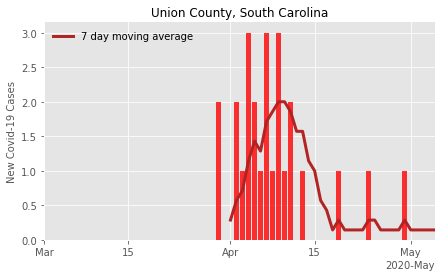 Union County, South Carolina
7 day moving average
New Covid-19 Cases
3.0
2.5
2.0
1.5
1.0
0.5
0.0
Mar
15
Apr
15
May
2020-May